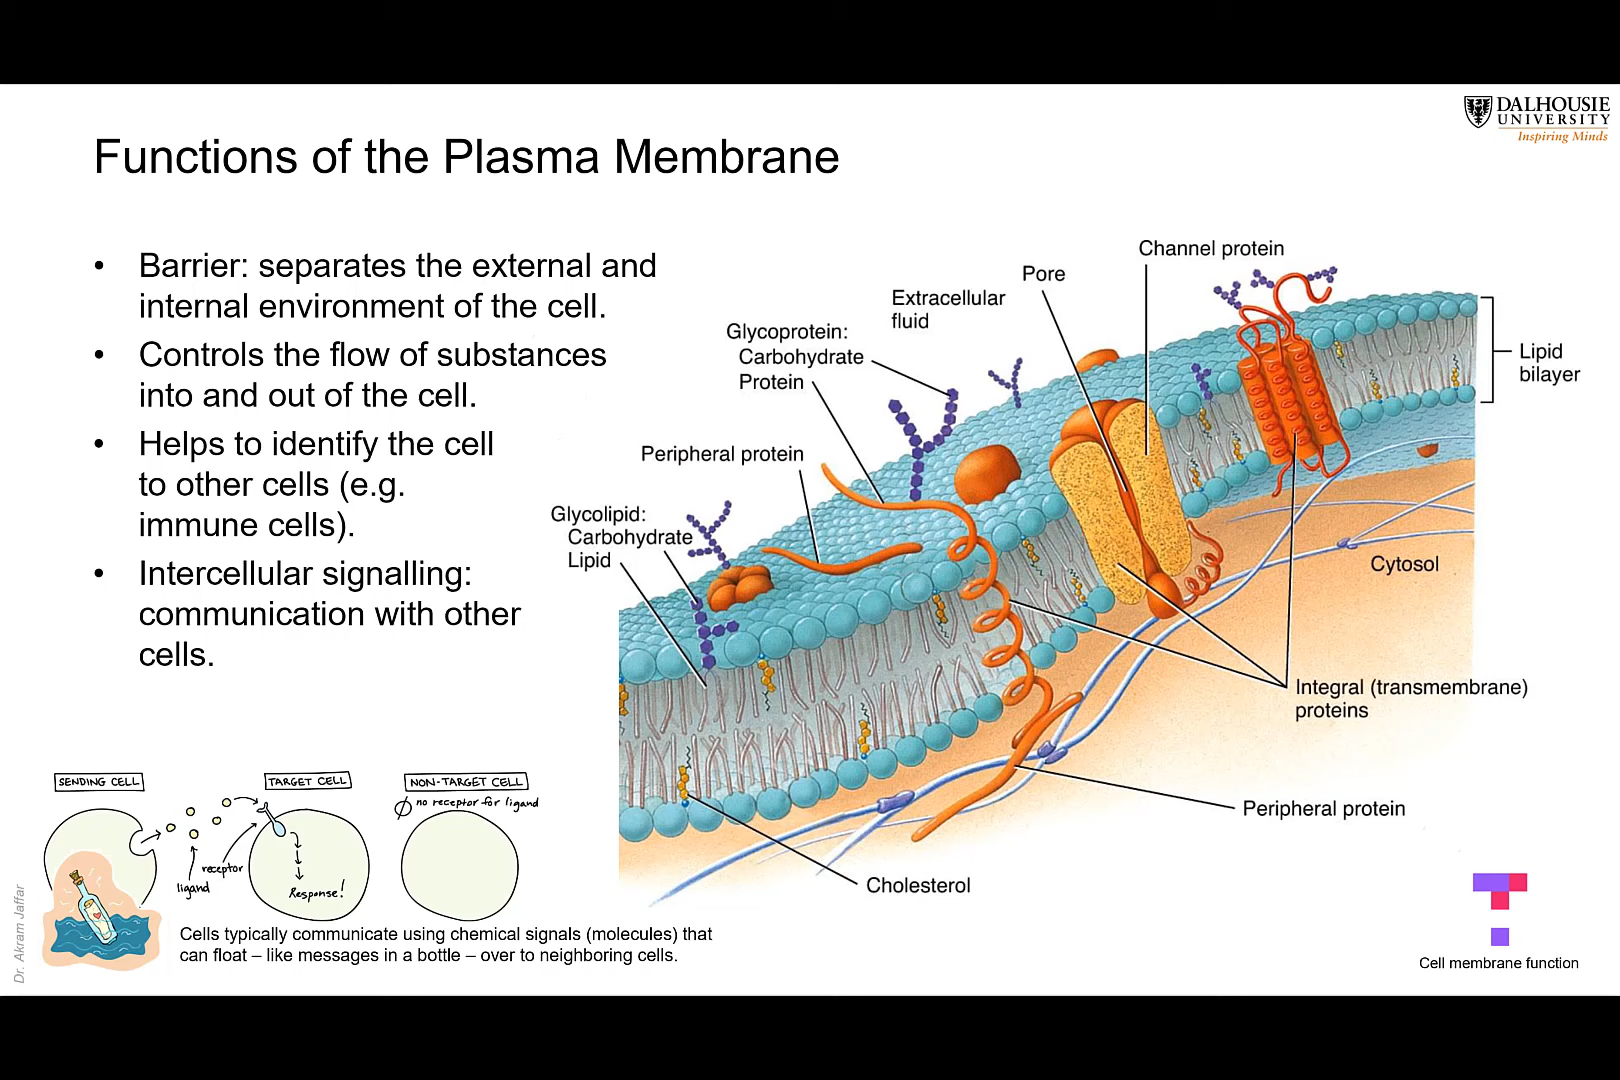 DALHOUSIE
UNIVERSITY
Inspiring Minds
Functions of the Plasma Membrane
• Barrier: separates the external and
internal environment of the cell.
• Controls the flow of substances
into and out of the cell.
• Helps to identify the cell
to other cells (e.g.
immune cells).
• Intercellular signalling:
communication with other
cells.
Channel protein
Pore
Extracellular
fluid
Glycoprotein:
Carbohydrate
Protein
Lipid
bilayer
Peripheral protein
Glycolipid:
Carbohydrate
Lipid
Cytosol
Integral (transmembrane)
proteins
Peripheral protein
Cholesterol
SENDING CELL
TARGET CELL
NON-TARGET CELL
no receptor for ligand
receptor
ligand
Response!
Cells typically communicate using chemical signals (molecules) that
can float – like messages in a bottle – over to neighboring cells.
Dr. Akram Jaffar
Cell membrane function